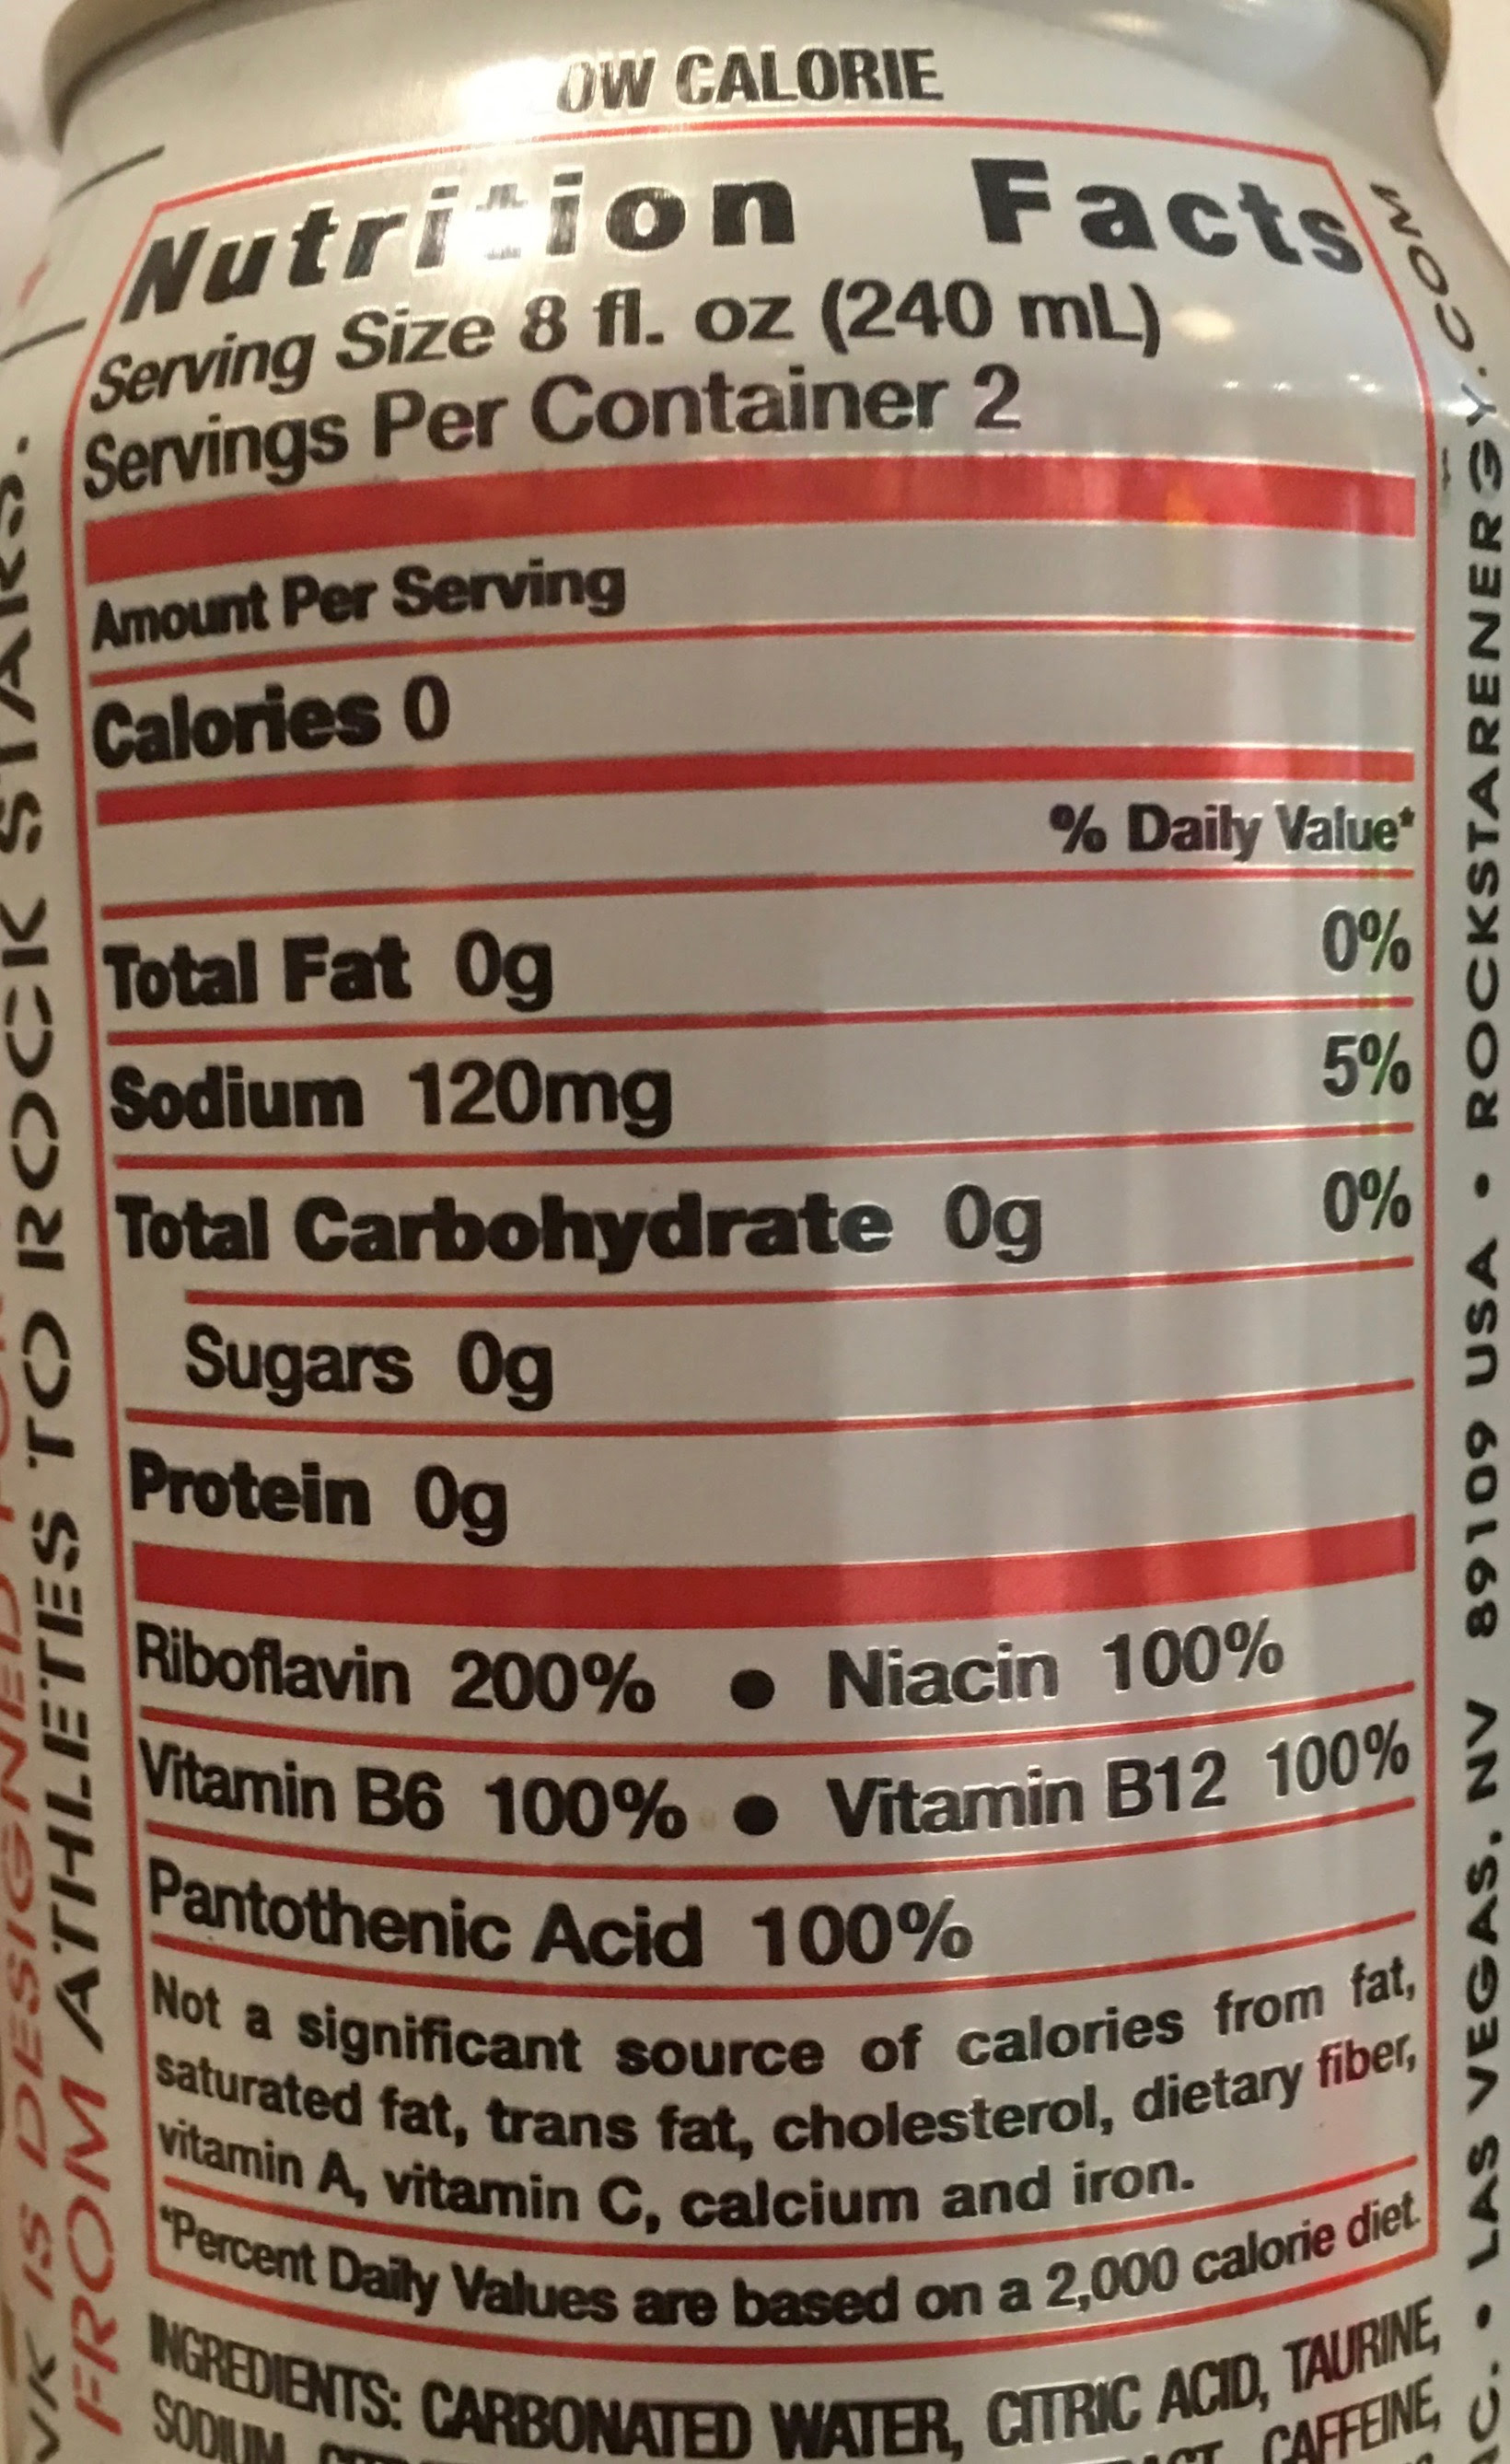 OW CALORIE
Nutrition Facts
Serving Size 8 fl. oz (240 mL)
Servings Per Container 2
Amount Per Serving
Calories 0
% Daily Value*
Total Fat 0g 0%
Sodium 120mg 5%
Total Carbohydrate 0g 0%
Sugars 0g
Protein 0g
Riboflavin 200% ● Niacin 100%
Vitamin B6 100% ● Vitamin B12 100%
Pantothenic Acid 100%
Not a significant source of calories from fat,
saturated fat, trans fat, cholesterol, dietary fiber,
vitamin A, vitamin C, calcium and iron.
*Percent Daily Values are based on a 2,000 calorie diet.
INGREDIENTS: CARBONATED WATER, CITRIC ACID, TAURINE,
SODIUM CAFFEINE,
IS DESIGNED
FROM ATHLETES TO ROCK STARS.
• LAS VEGAS, NV 89109 USA • ROCKSTARENERGY.COM